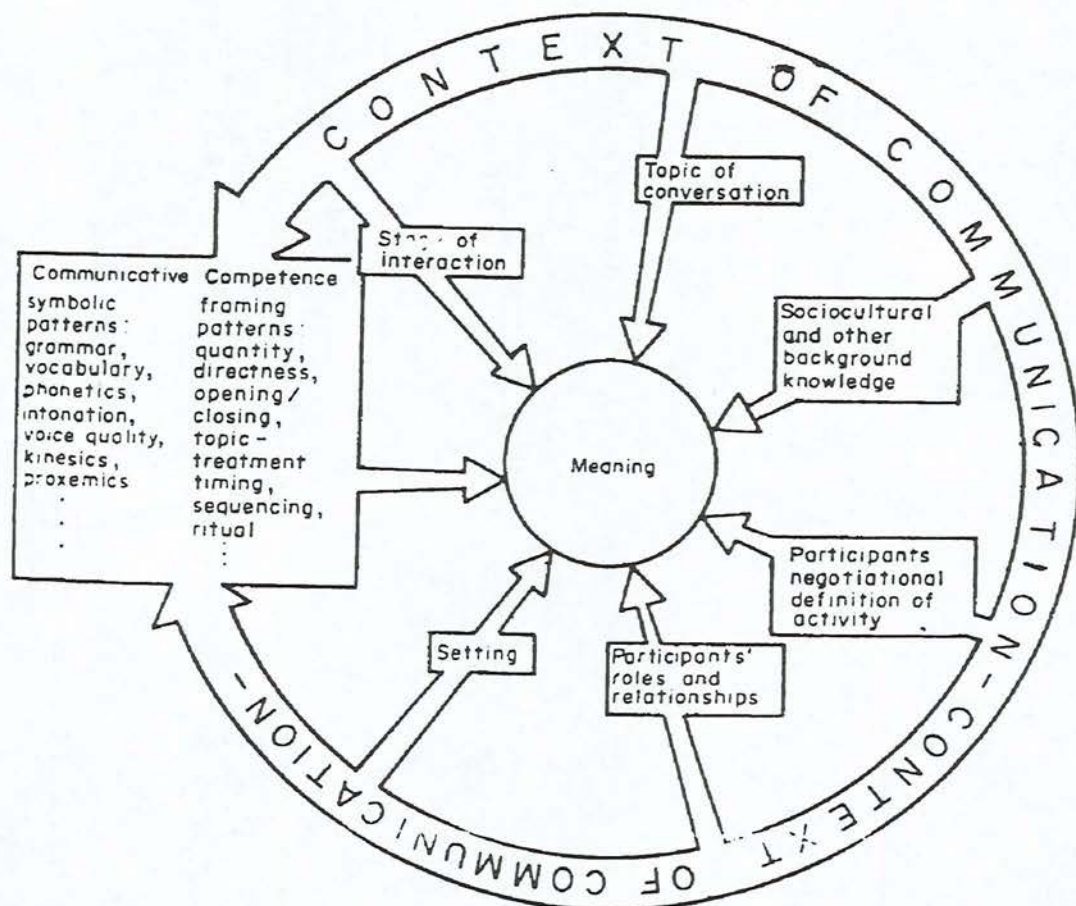 CONTEXT OF COMMUNICATION - CONTEXT OF COMMUNICATION -
Topic of
conversation
Stage of
interaction
Communicative Competence
symbolic
patterns:
grammar,
vocabulary,
phonetics,
intonation,
voice quality,
kinesics,
proxemics
.
.
.
framing
patterns:
quantity,
directness,
opening/
closing,
topic-
treatment
timing,
sequencing,
ritual
...
Sociocultural
and other
background
knowledge
Meaning
Participants
negotiational
definition of
activity
Setting
Participants'
roles and
relationships